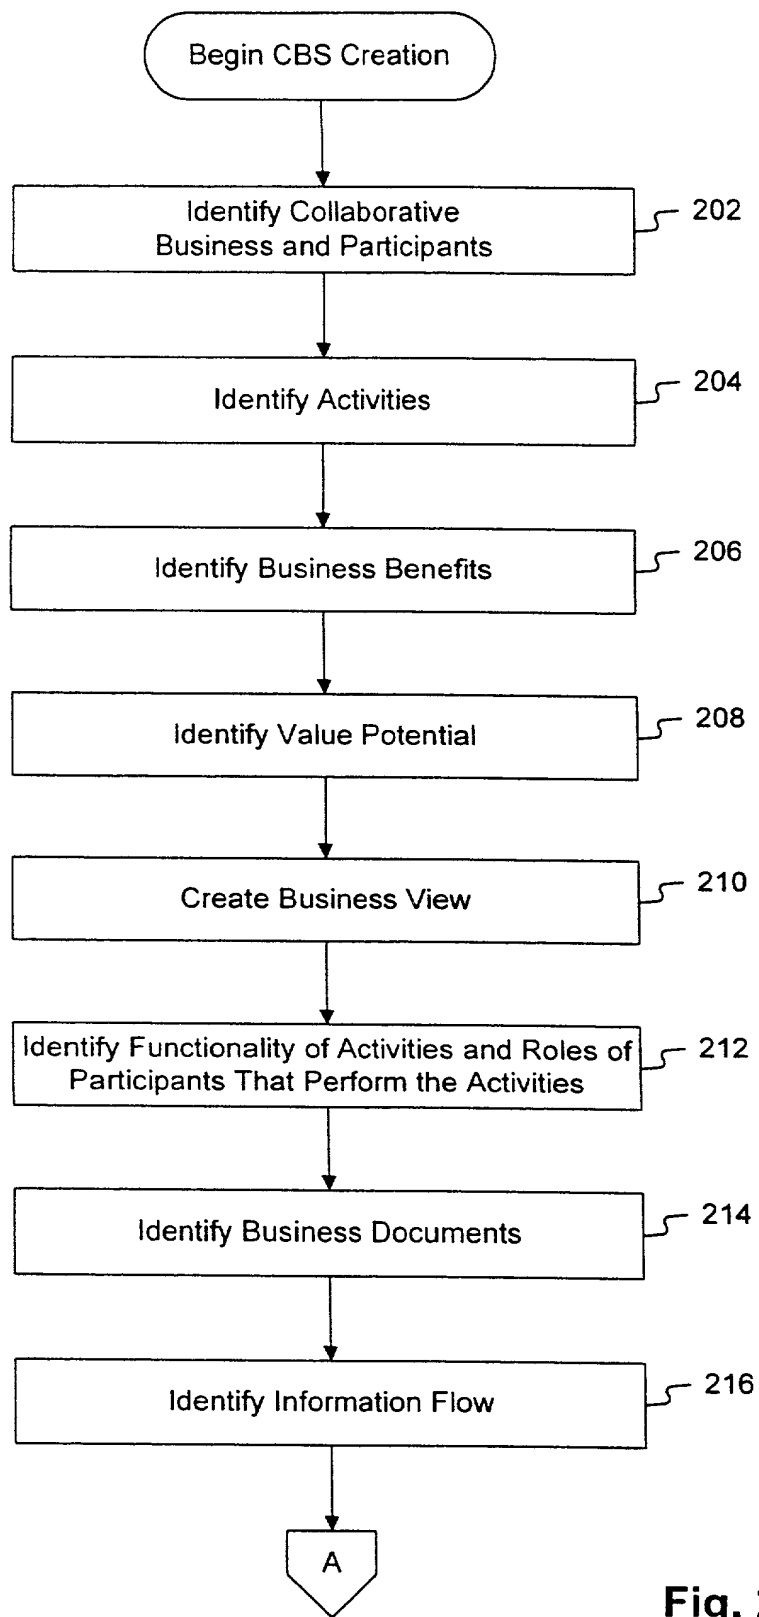 Begin CBS Creation
Identify Collaborative
Business and Participants
202
Identify Activities
204
Identify Business Benefits
206
Identify Value Potential
208
Create Business View
210
Identify Functionality of Activities and Roles of
Participants That Perform the Activities
212
Identify Business Documents
214
Identify Information Flow
216
A
Fig.